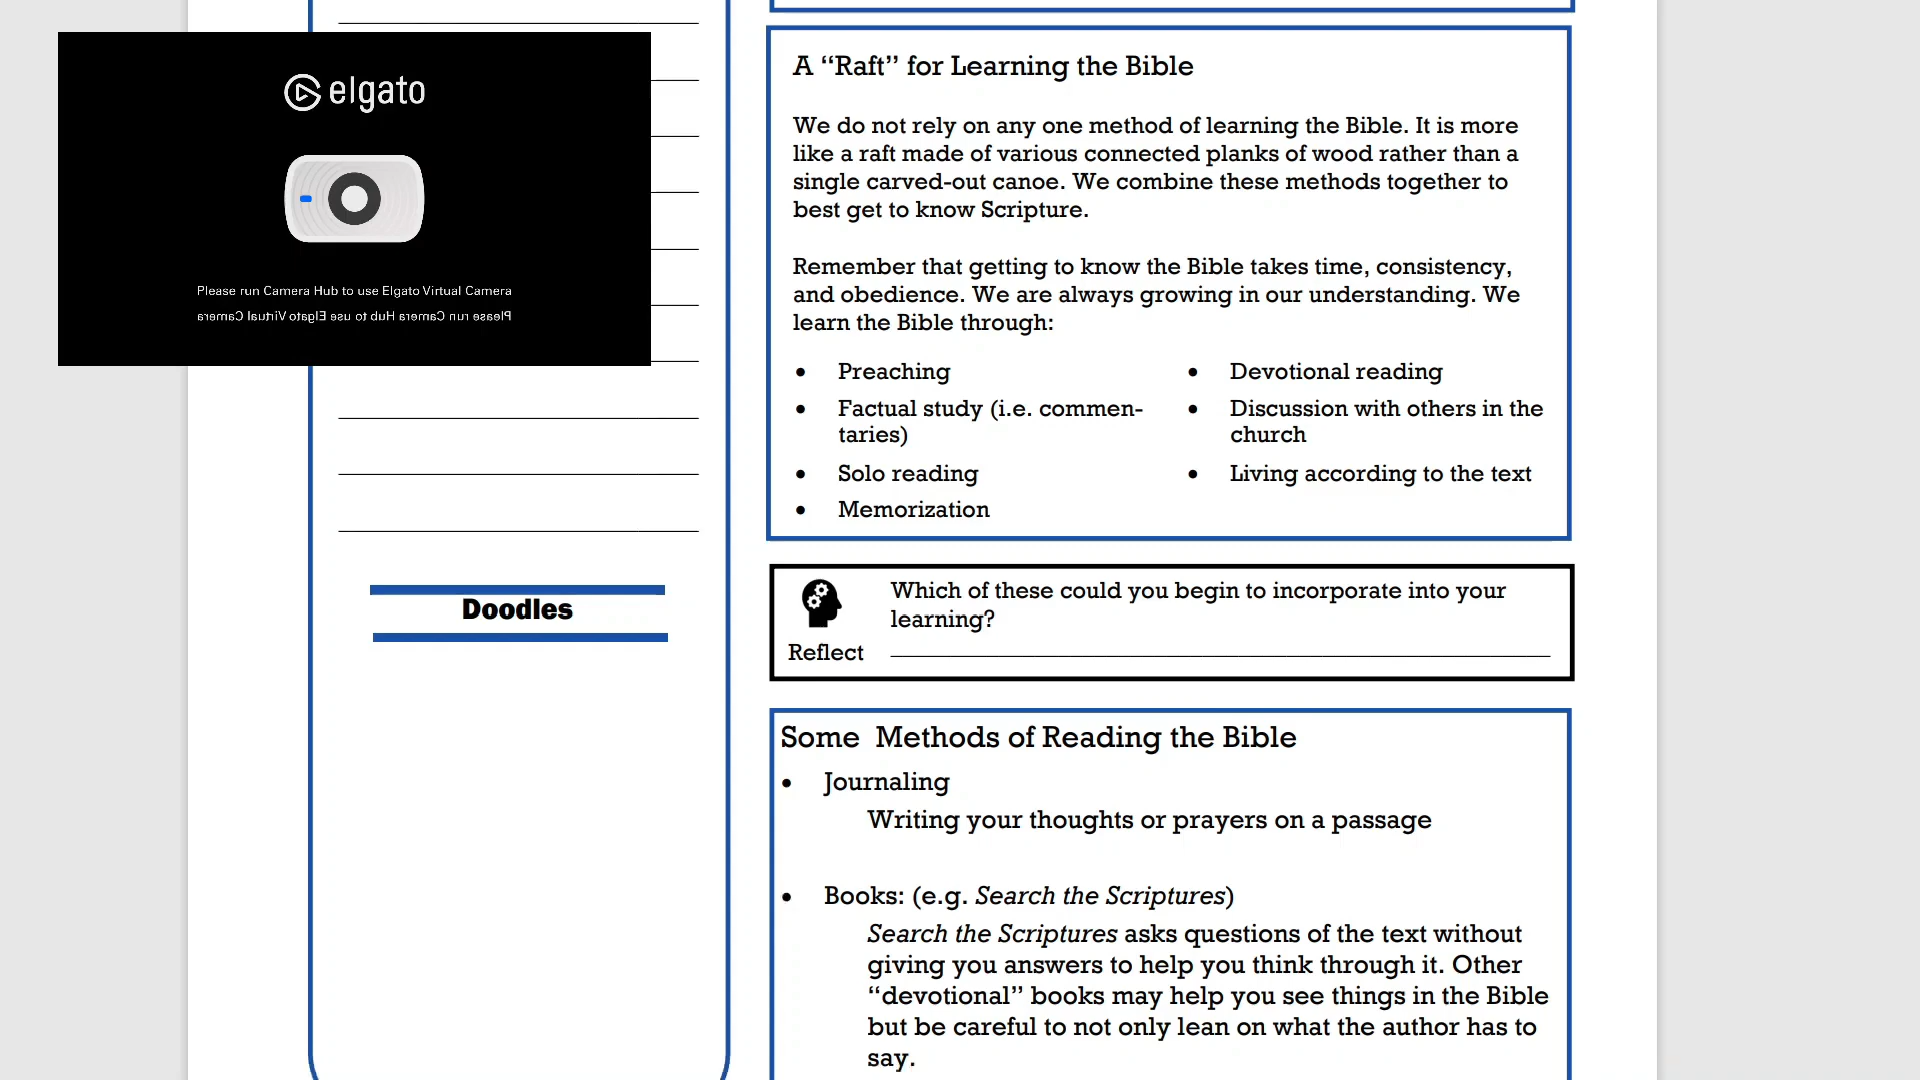 elgato
Please run Camera Hub to use Elgato Virtual Camera
Please run Camera Hub to use Elgato Virtual Camera
Doodles
A “Raft” for Learning the Bible
We do not rely on any one method of learning the Bible. It is more
like a raft made of various connected planks of wood rather than a
single carved-out canoe. We combine these methods together to
best get to know Scripture.
Remember that getting to know the Bible takes time, consistency,
and obedience. We are always growing in our understanding. We
learn the Bible through:
• Preaching
• Factual study (i.e. commen-
taries)
• Solo reading
• Memorization
• Devotional reading
• Discussion with others in the
church
• Living according to the text
Which of these could you begin to incorporate into your
learning?
Reflect
Some  Methods of Reading the Bible
• Journaling
Writing your thoughts or prayers on a passage
• Books: (e.g. Search the Scriptures)
Search the Scriptures asks questions of the text without
giving you answers to help you think through it. Other
“devotional” books may help you see things in the Bible
but be careful to not only lean on what the author has to
say.